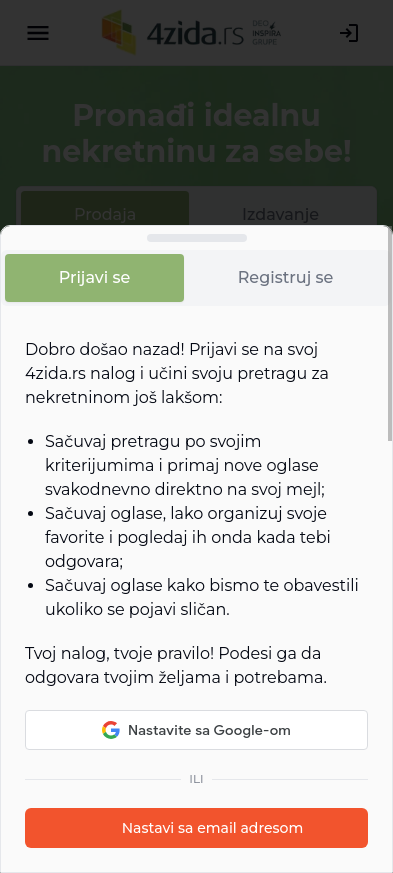 4zida.rs
DEO
INSPIRA
GRUPE
Pronađi idealnu
nekretninu za sebe!
Prodaja
Izdavanje
Prijavi se
Registruj se
Dobro došao nazad! Prijavi se na svoj
4zida.rs nalog i učini svoju pretragu za
nekretninom još lakšom:
• Sačuvaj pretragu po svojim
kriterijumima i primaj nove oglase
svakodnevno direktno na svoj mejl;
• Sačuvaj oglase, lako organizuj svoje
favorite i pogledaj ih onda kada tebi
odgovara;
• Sačuvaj oglase kako bismo te obavestili
ukoliko se pojavi sličan.
Tvoj nalog, tvoje pravilo! Podesi ga da
odgovara tvojim željama i potrebama.
Nastavite sa Google-om
ILI
Nastavi sa email adresom